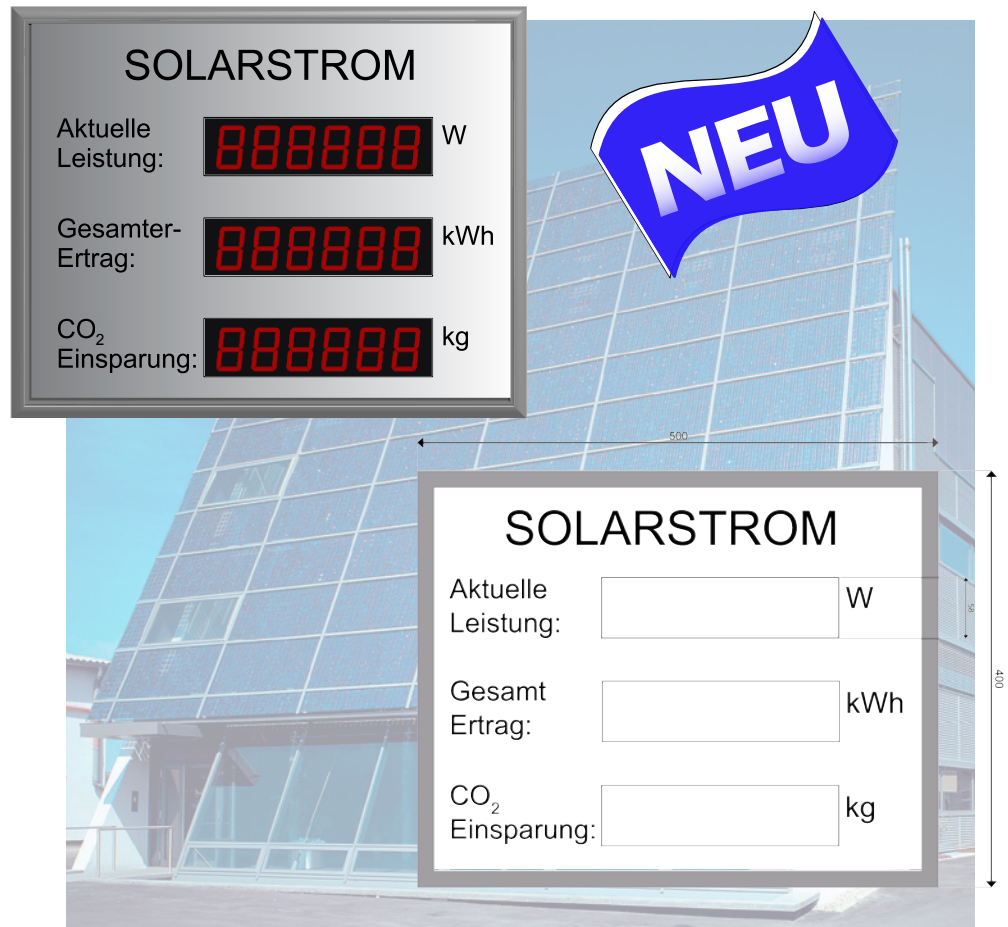 SOLARSTROM
Aktuelle
Leistung:
888888 W
Gesamter-
Ertrag:
888888 kWh
CO₂
Einsparung:
888888 kg
NEU
500
SOLARSTROM
Aktuelle
Leistung:
W
Gesamt
Ertrag:
kWh
CO₂
Einsparung:
kg
400